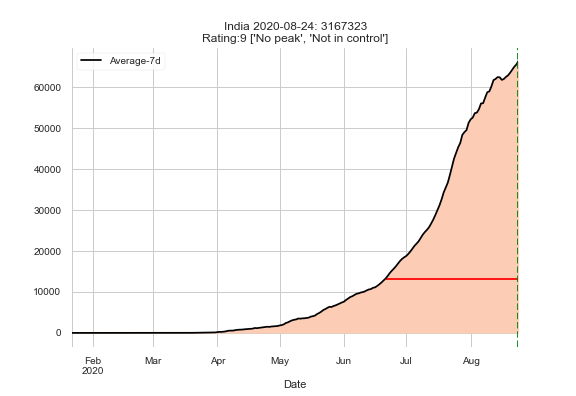 India 2020-08-24: 3167323
Rating:9 ['No peak', 'Not in control']
Average-7d
60000
50000
40000
30000
20000
10000
0
Feb Mar Apr May Jun Jul Aug
2020
Date